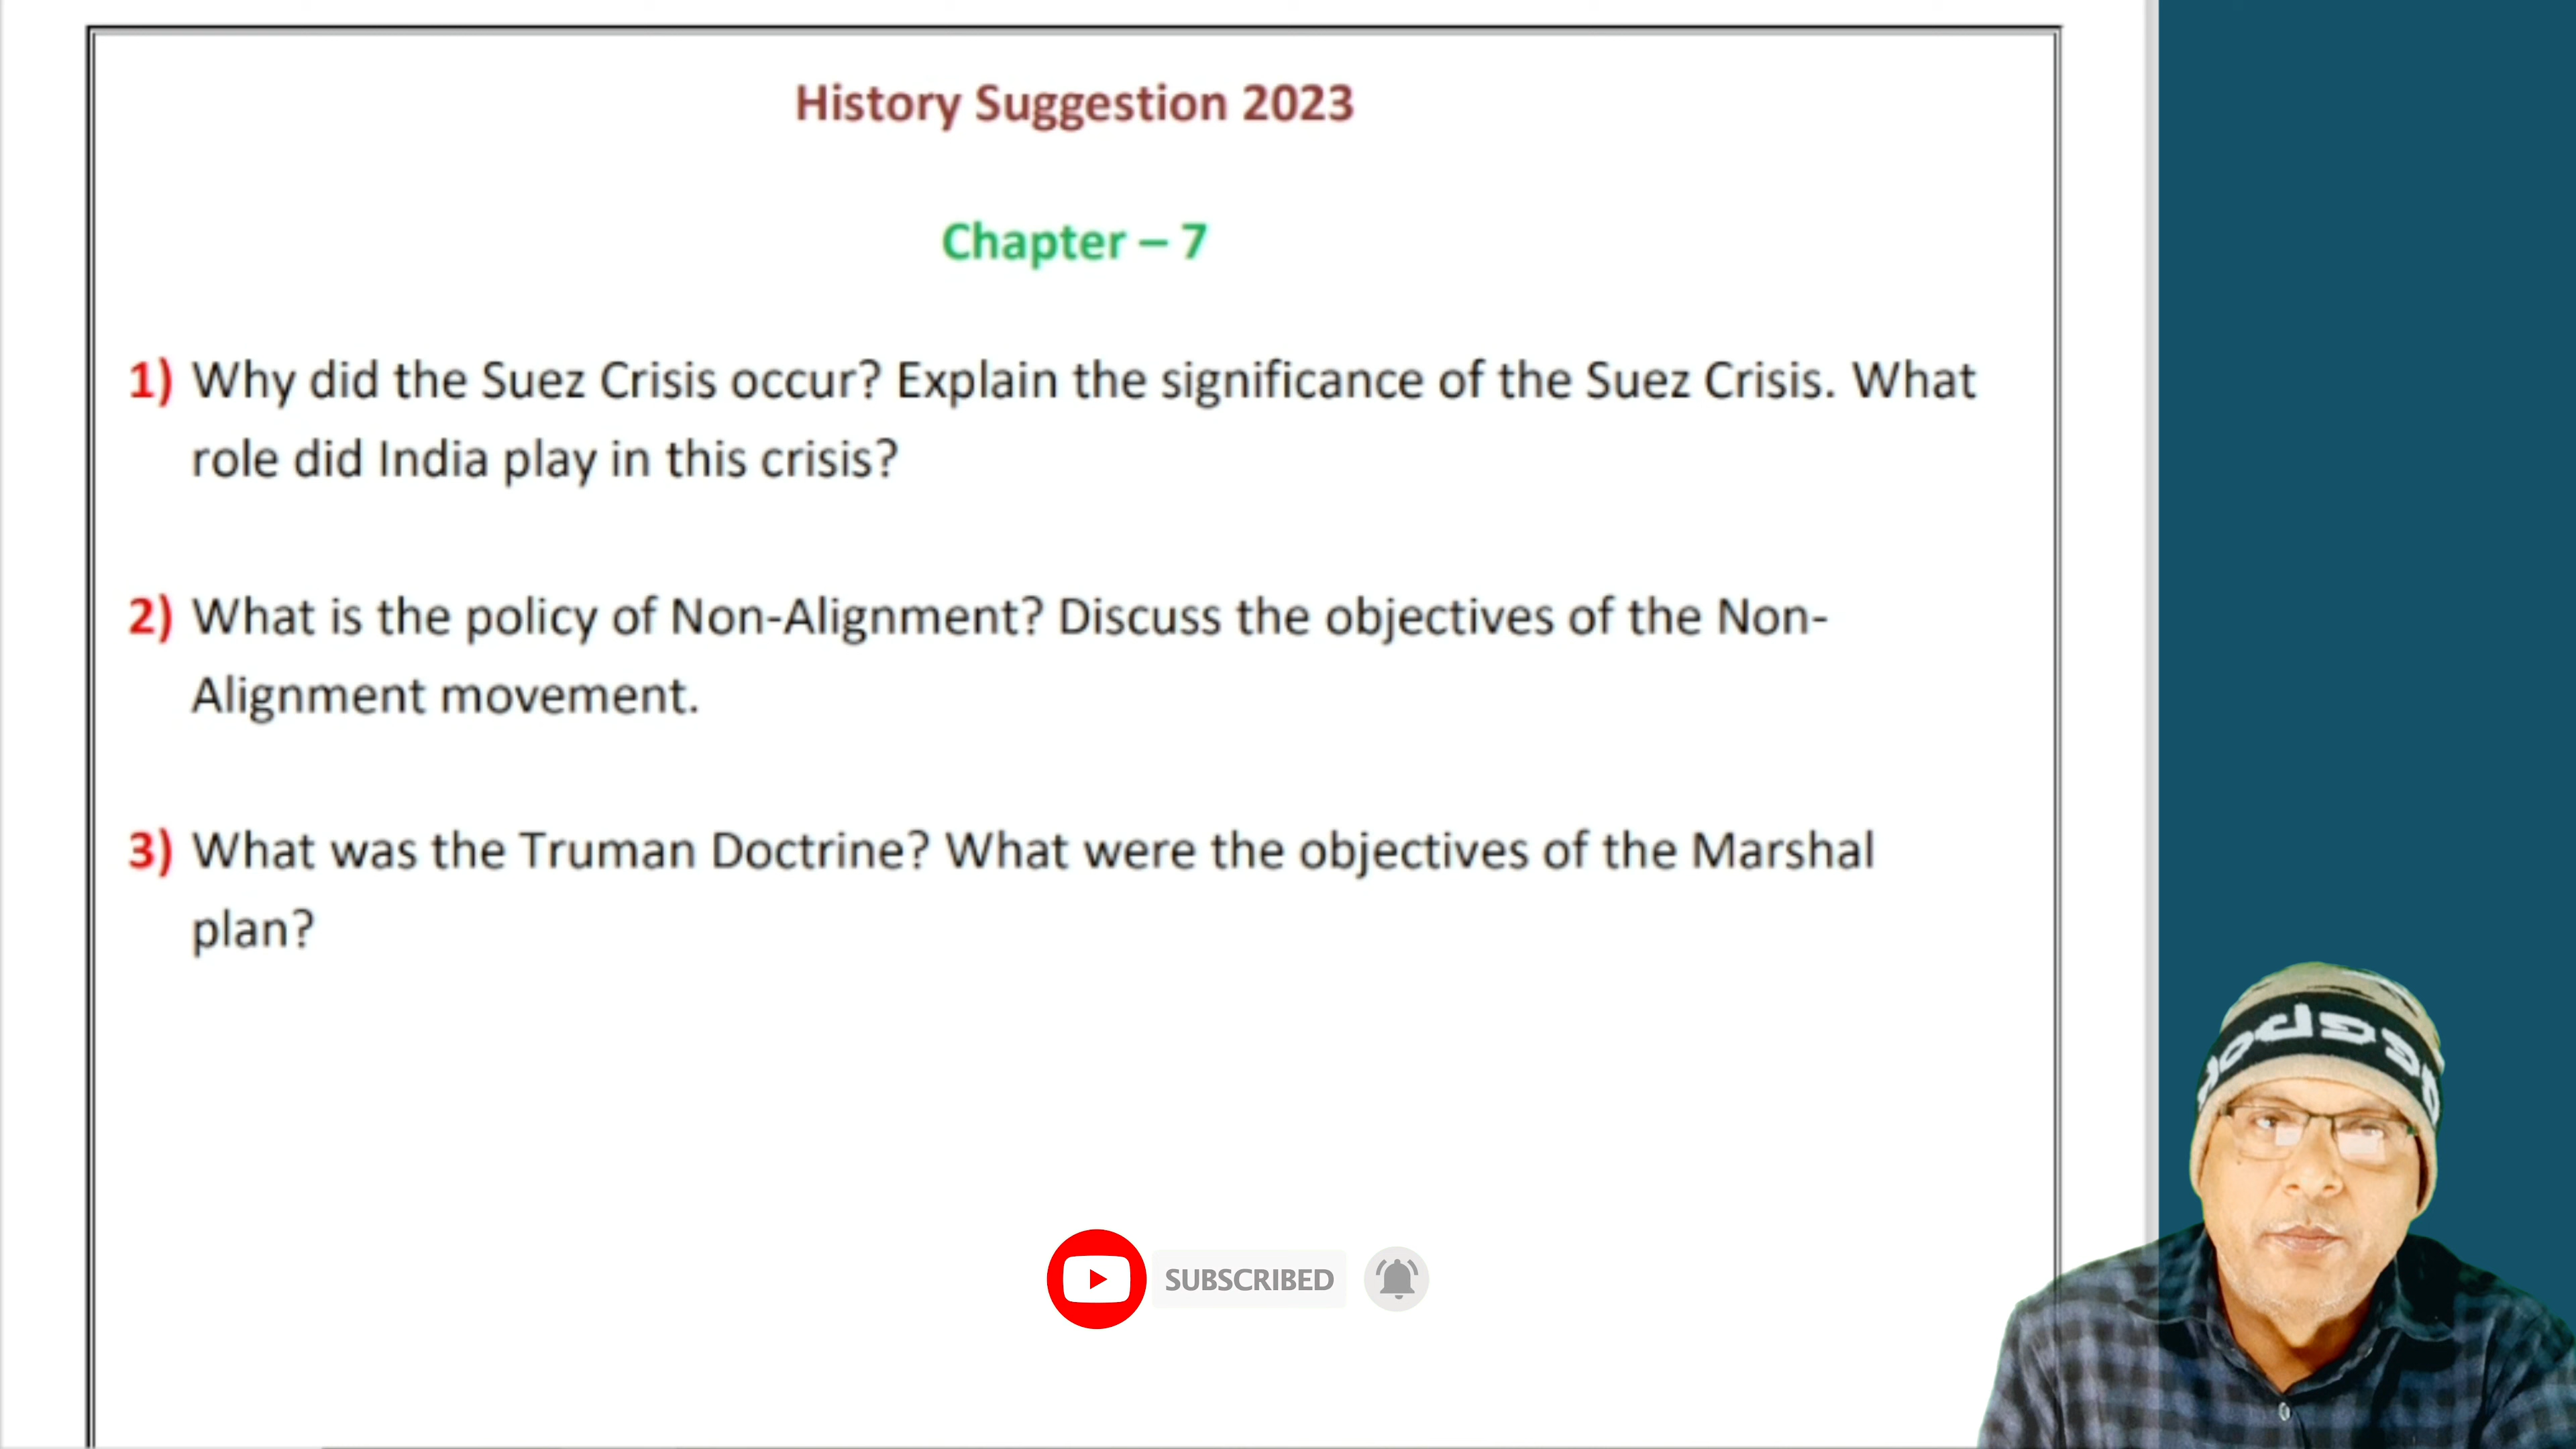 History Suggestion 2023
Chapter – 7
1) Why did the Suez Crisis occur? Explain the significance of the Suez Crisis. What
role did India play in this crisis?
2) What is the policy of Non-Alignment? Discuss the objectives of the Non-
Alignment movement.
3) What was the Truman Doctrine? What were the objectives of the Marshal
plan?
SUBSCRIBED